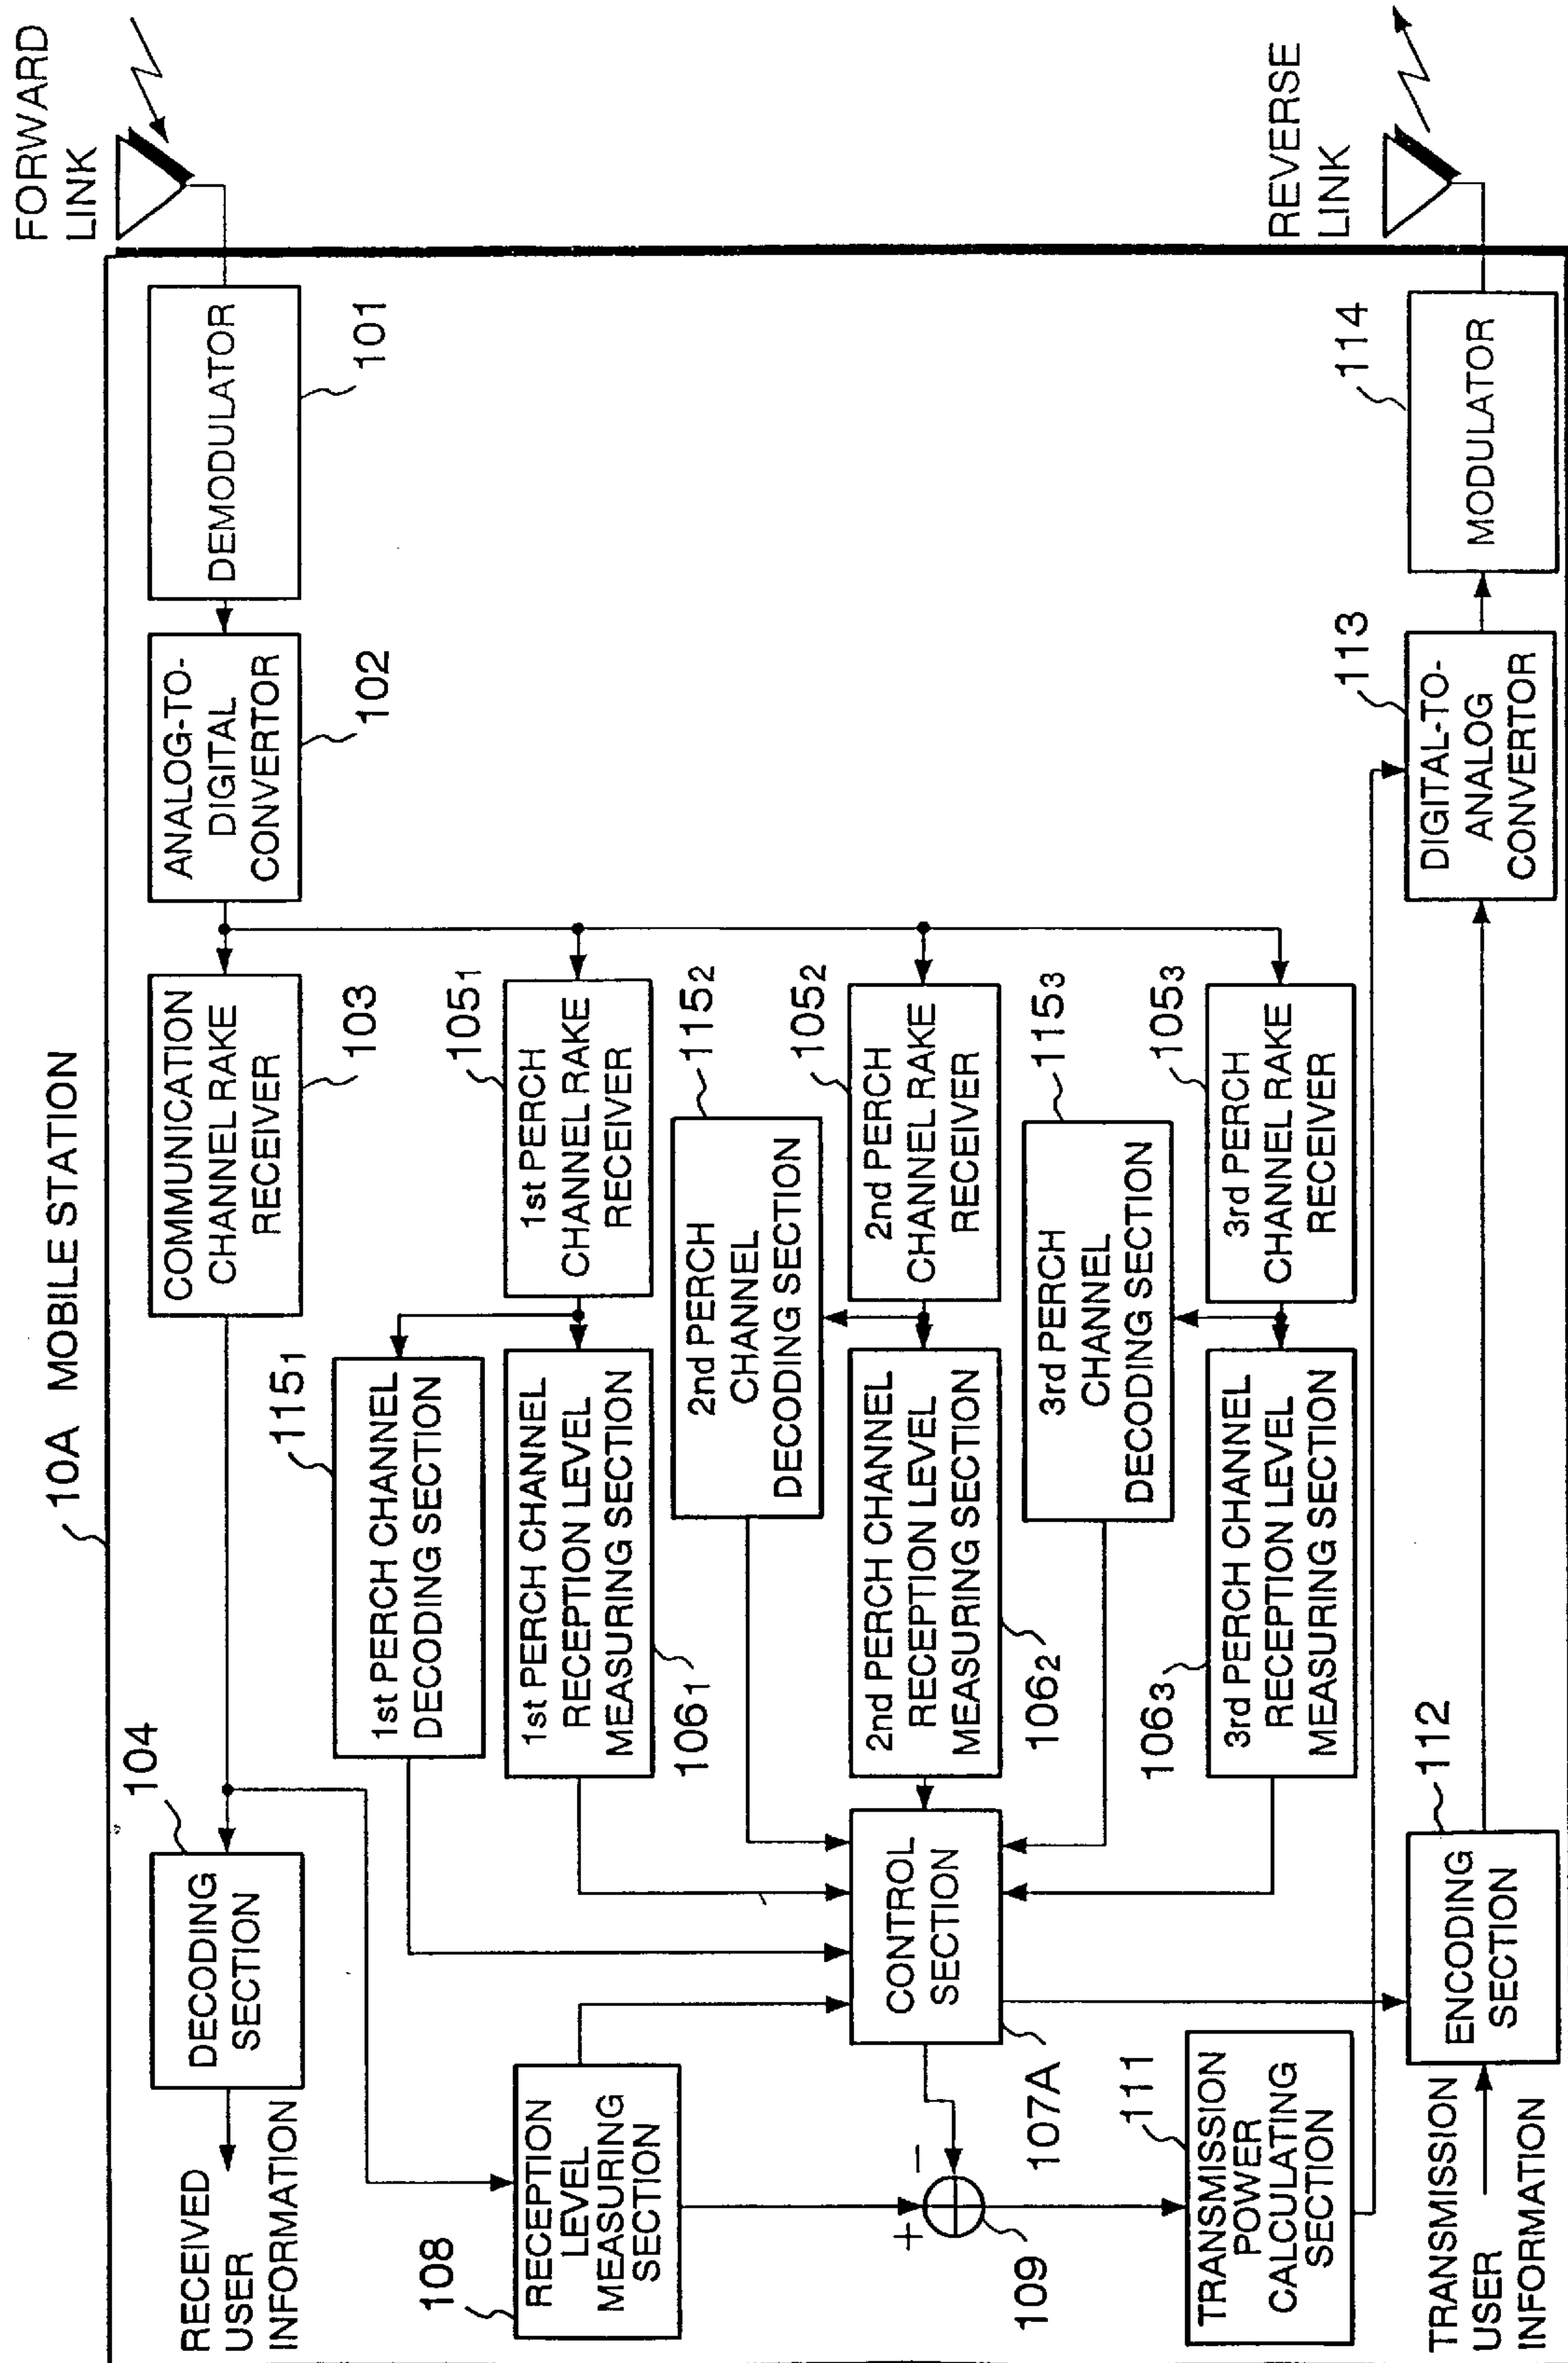 10A MOBILE STATION
FORWARD
LINK
DEMODULATOR
101
ANALOG-TO-
DIGITAL
CONVERTOR
102
COMMUNICATION
CHANNEL RAKE
RECEIVER
103
104
DECODING
SECTION
RECEIVED
USER
INFORMATION
1st PERCH
CHANNEL RAKE
RECEIVER
1051
1151
1st PERCH CHANNEL
DECODING SECTION
1st PERCH CHANNEL
RECEPTION LEVEL
MEASURING SECTION
1061
1152
2nd PERCH
CHANNEL
DECODING SECTION
1052
2nd PERCH
CHANNEL RAKE
RECEIVER
2nd PERCH CHANNEL
RECEPTION LEVEL
MEASURING SECTION
1062
1153
3rd PERCH
CHANNEL
DECODING SECTION
1053
3rd PERCH
CHANNEL RAKE
RECEIVER
3rd PERCH CHANNEL
RECEPTION LEVEL
MEASURING SECTION
1063
CONTROL
SECTION
107A
108
RECEPTION
LEVEL
MEASURING
SECTION
+
−
109
111
TRANSMISSION
POWER
CALCULATING
SECTION
TRANSMISSION
USER
INFORMATION
112
ENCODING
SECTION
113
DIGITAL-TO-
ANALOG
CONVERTOR
114
MODULATOR
REVERSE
LINK